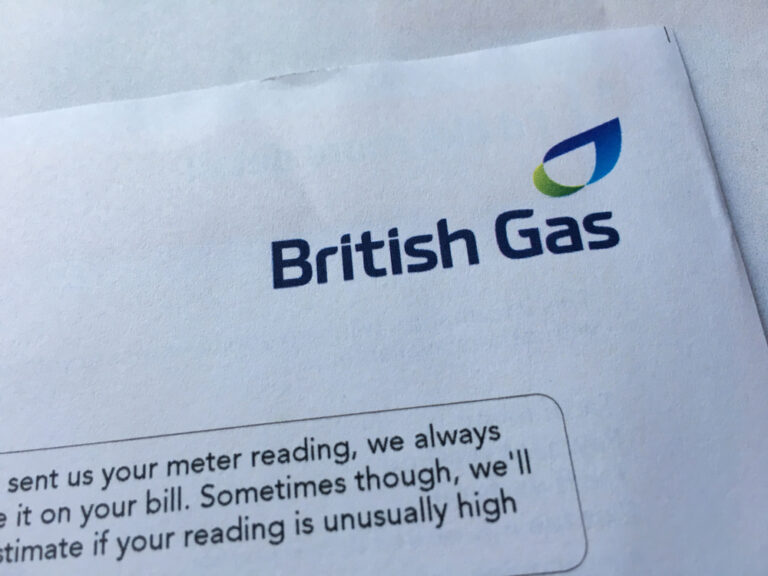 British Gas
sent us your meter reading, we always
it on your bill. Sometimes though, we'll
if your reading is unusually high